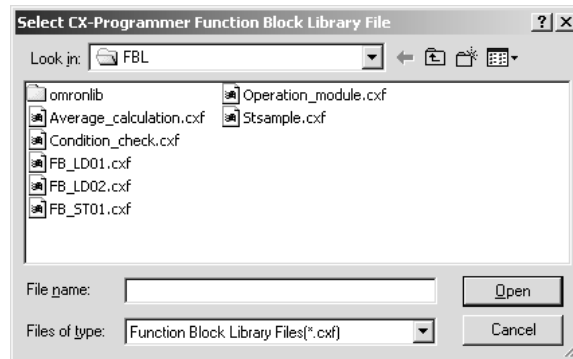 Select CX-Programmer Function Block Library File
Look in: FBL
omronlib
Average_calculation.cxf
Condition_check.cxf
FB_LD01.cxf
FB_LD02.cxf
FB_ST01.cxf
Operation_module.cxf
Stsample.cxf
File name:
Open
Files of type: Function Block Library Files(*.cxf)
Cancel